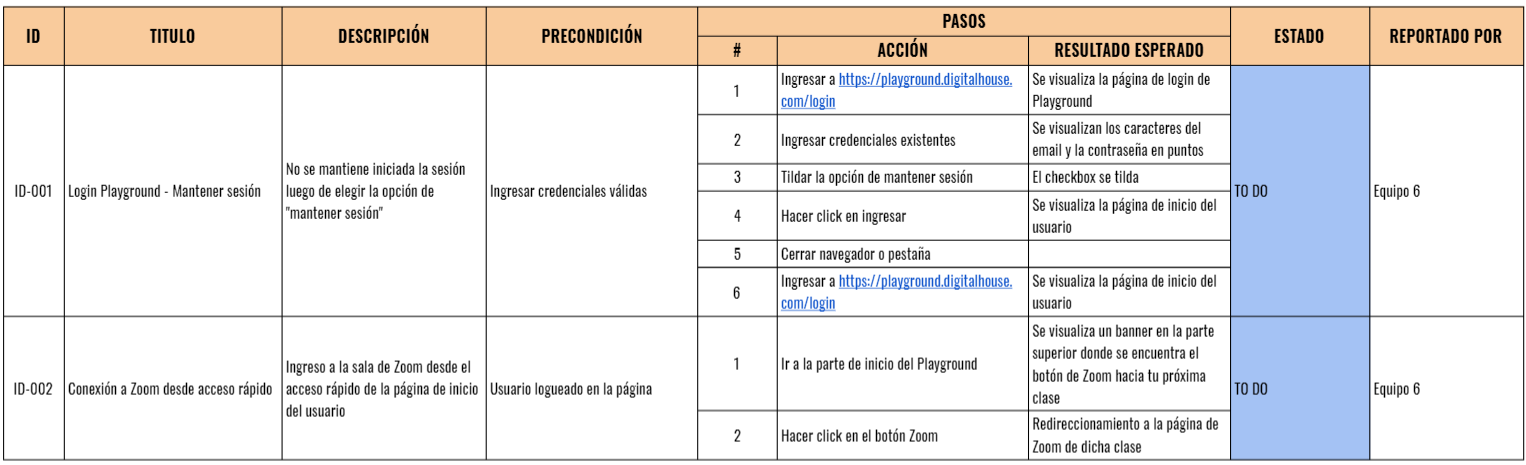 ID
TITULO
DESCRIPCIÓN
PRECONDICIÓN
PASOS
#
ACCIÓN
RESULTADO ESPERADO
ESTADO
REPORTADO POR
ID-001
Login Playground - Mantener sesión
No se mantiene iniciada la sesión
luego de elegir la opción de
"mantener sesión"
Ingresar credenciales válidas
1
Ingresar a https://playground.digitalhouse.
com/login
Se visualiza la página de login de
Playground
2
Ingresar credenciales existentes
Se visualizan los caracteres del
email y la contraseña en puntos
3
Tildar la opción de mantener sesión
El checkbox se tilda
4
Hacer click en ingresar
Se visualiza la página de inicio del
usuario
5
Cerrar navegador o pestaña
6
Ingresar a https://playground.digitalhouse.
com/login
Se visualiza la página de inicio del
usuario
TO DO
Equipo 6
ID-002
Conexión a Zoom desde acceso rápido
Ingreso a la sala de Zoom desde el
acceso rápido de la página de inicio
del usuario
Usuario logueado en la página
1
Ir a la parte de inicio del Playground
Se visualiza un banner en la parte
superior donde se encuentra el
botón de Zoom hacia tu próxima
clase
2
Hacer click en el botón Zoom
Redireccionamiento a la página de
Zoom de dicha clase
TO DO
Equipo 6